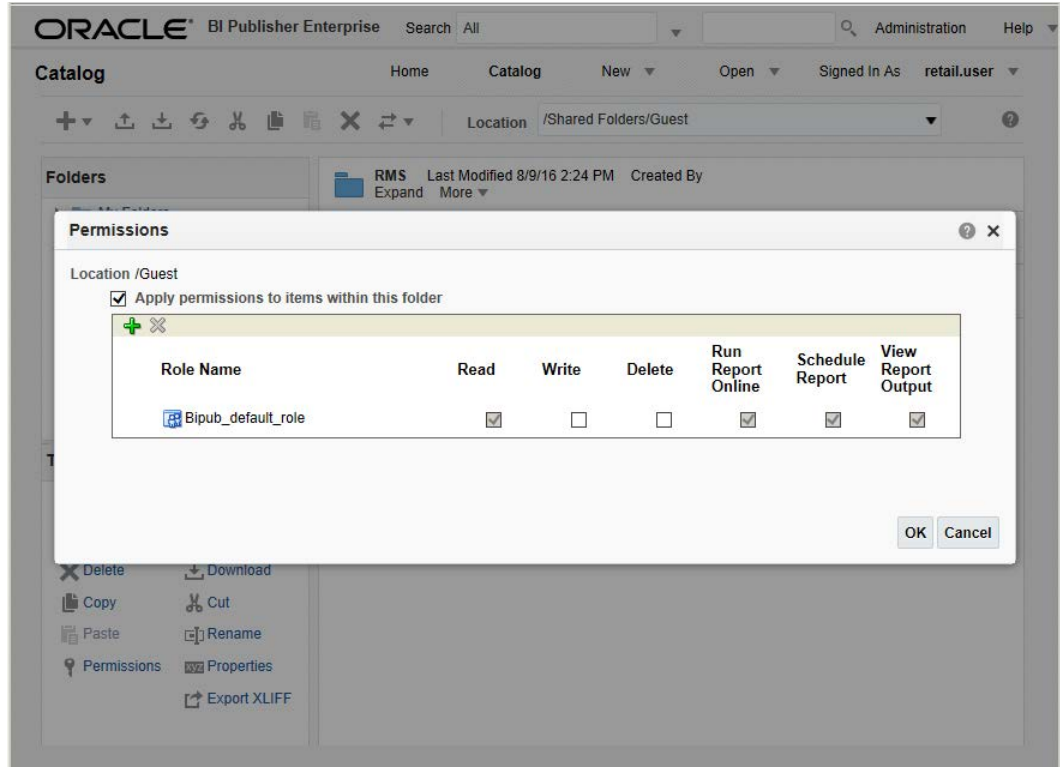 ORACLE® BI Publisher Enterprise Search All Administration Help
Catalog Home Catalog New Open Signed In As retail.user
Location /Shared Folders/Guest
Folders
RMS Last Modified 8/9/16 2:24 PM Created By
Expand More
My Folders
Permissions
Location /Guest
Apply permissions to items within this folder
Role Name Read Write Delete Run Report Online Schedule Report View Report Output
Bipub_default_role
OK Cancel
Delete Download
Copy Cut
Paste Rename
Permissions Properties
Export XLIFF